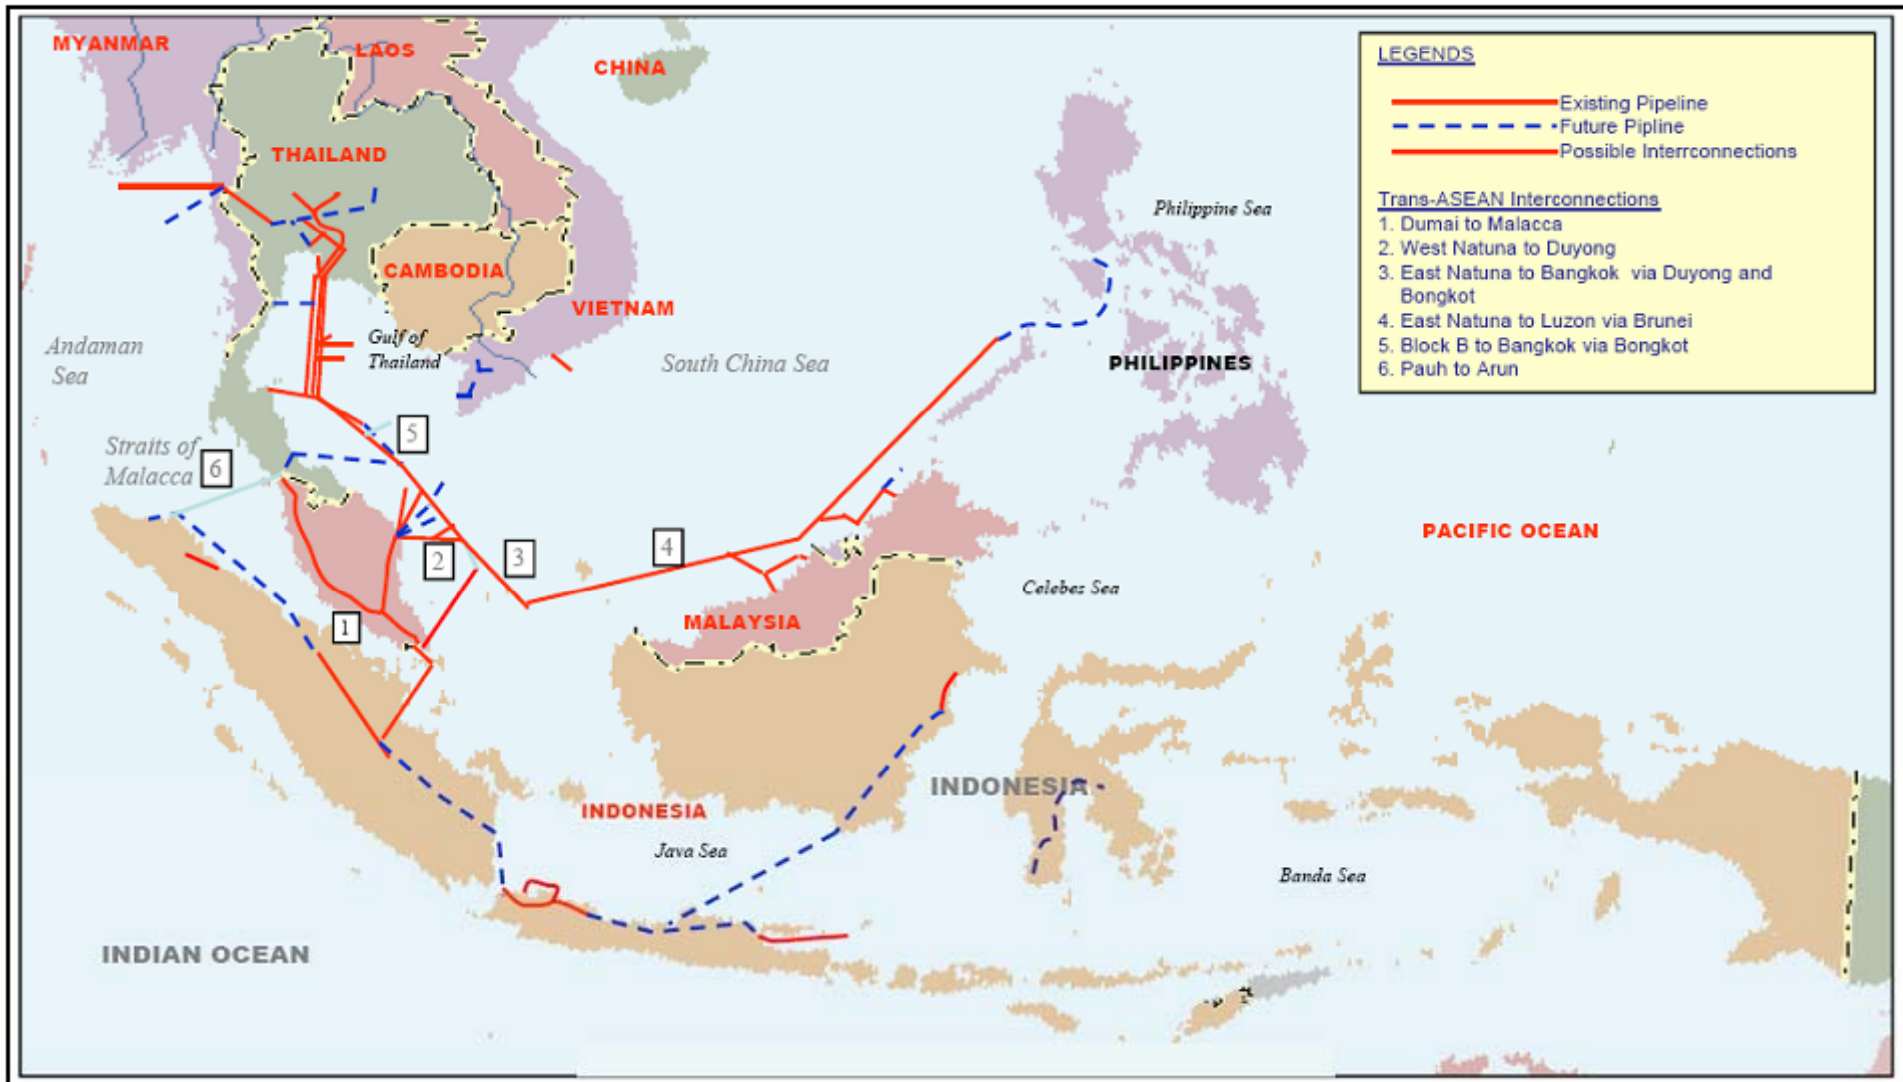 MYANMAR
LAOS
CHINA
THAILAND
CAMBODIA
VIETNAM
Gulf of
Thailand
Andaman
Sea
South China Sea
Philippine Sea
PHILIPPINES
Straits of
Malacca
6
5
2
3
4
1
MALAYSIA
Celebes Sea
PACIFIC OCEAN
INDONESIA
INDONESIA
Java Sea
Banda Sea
INDIAN OCEAN
LEGENDS
Existing Pipeline
Future Pipline
Possible Interrconnections
Trans-ASEAN Interconnections
1. Dumai to Malacca
2. West Natuna to Duyong
3. East Natuna to Bangkok via Duyong and
Bongkot
4. East Natuna to Luzon via Brunei
5. Block B to Bangkok via Bongkot
6. Pauh to Arun